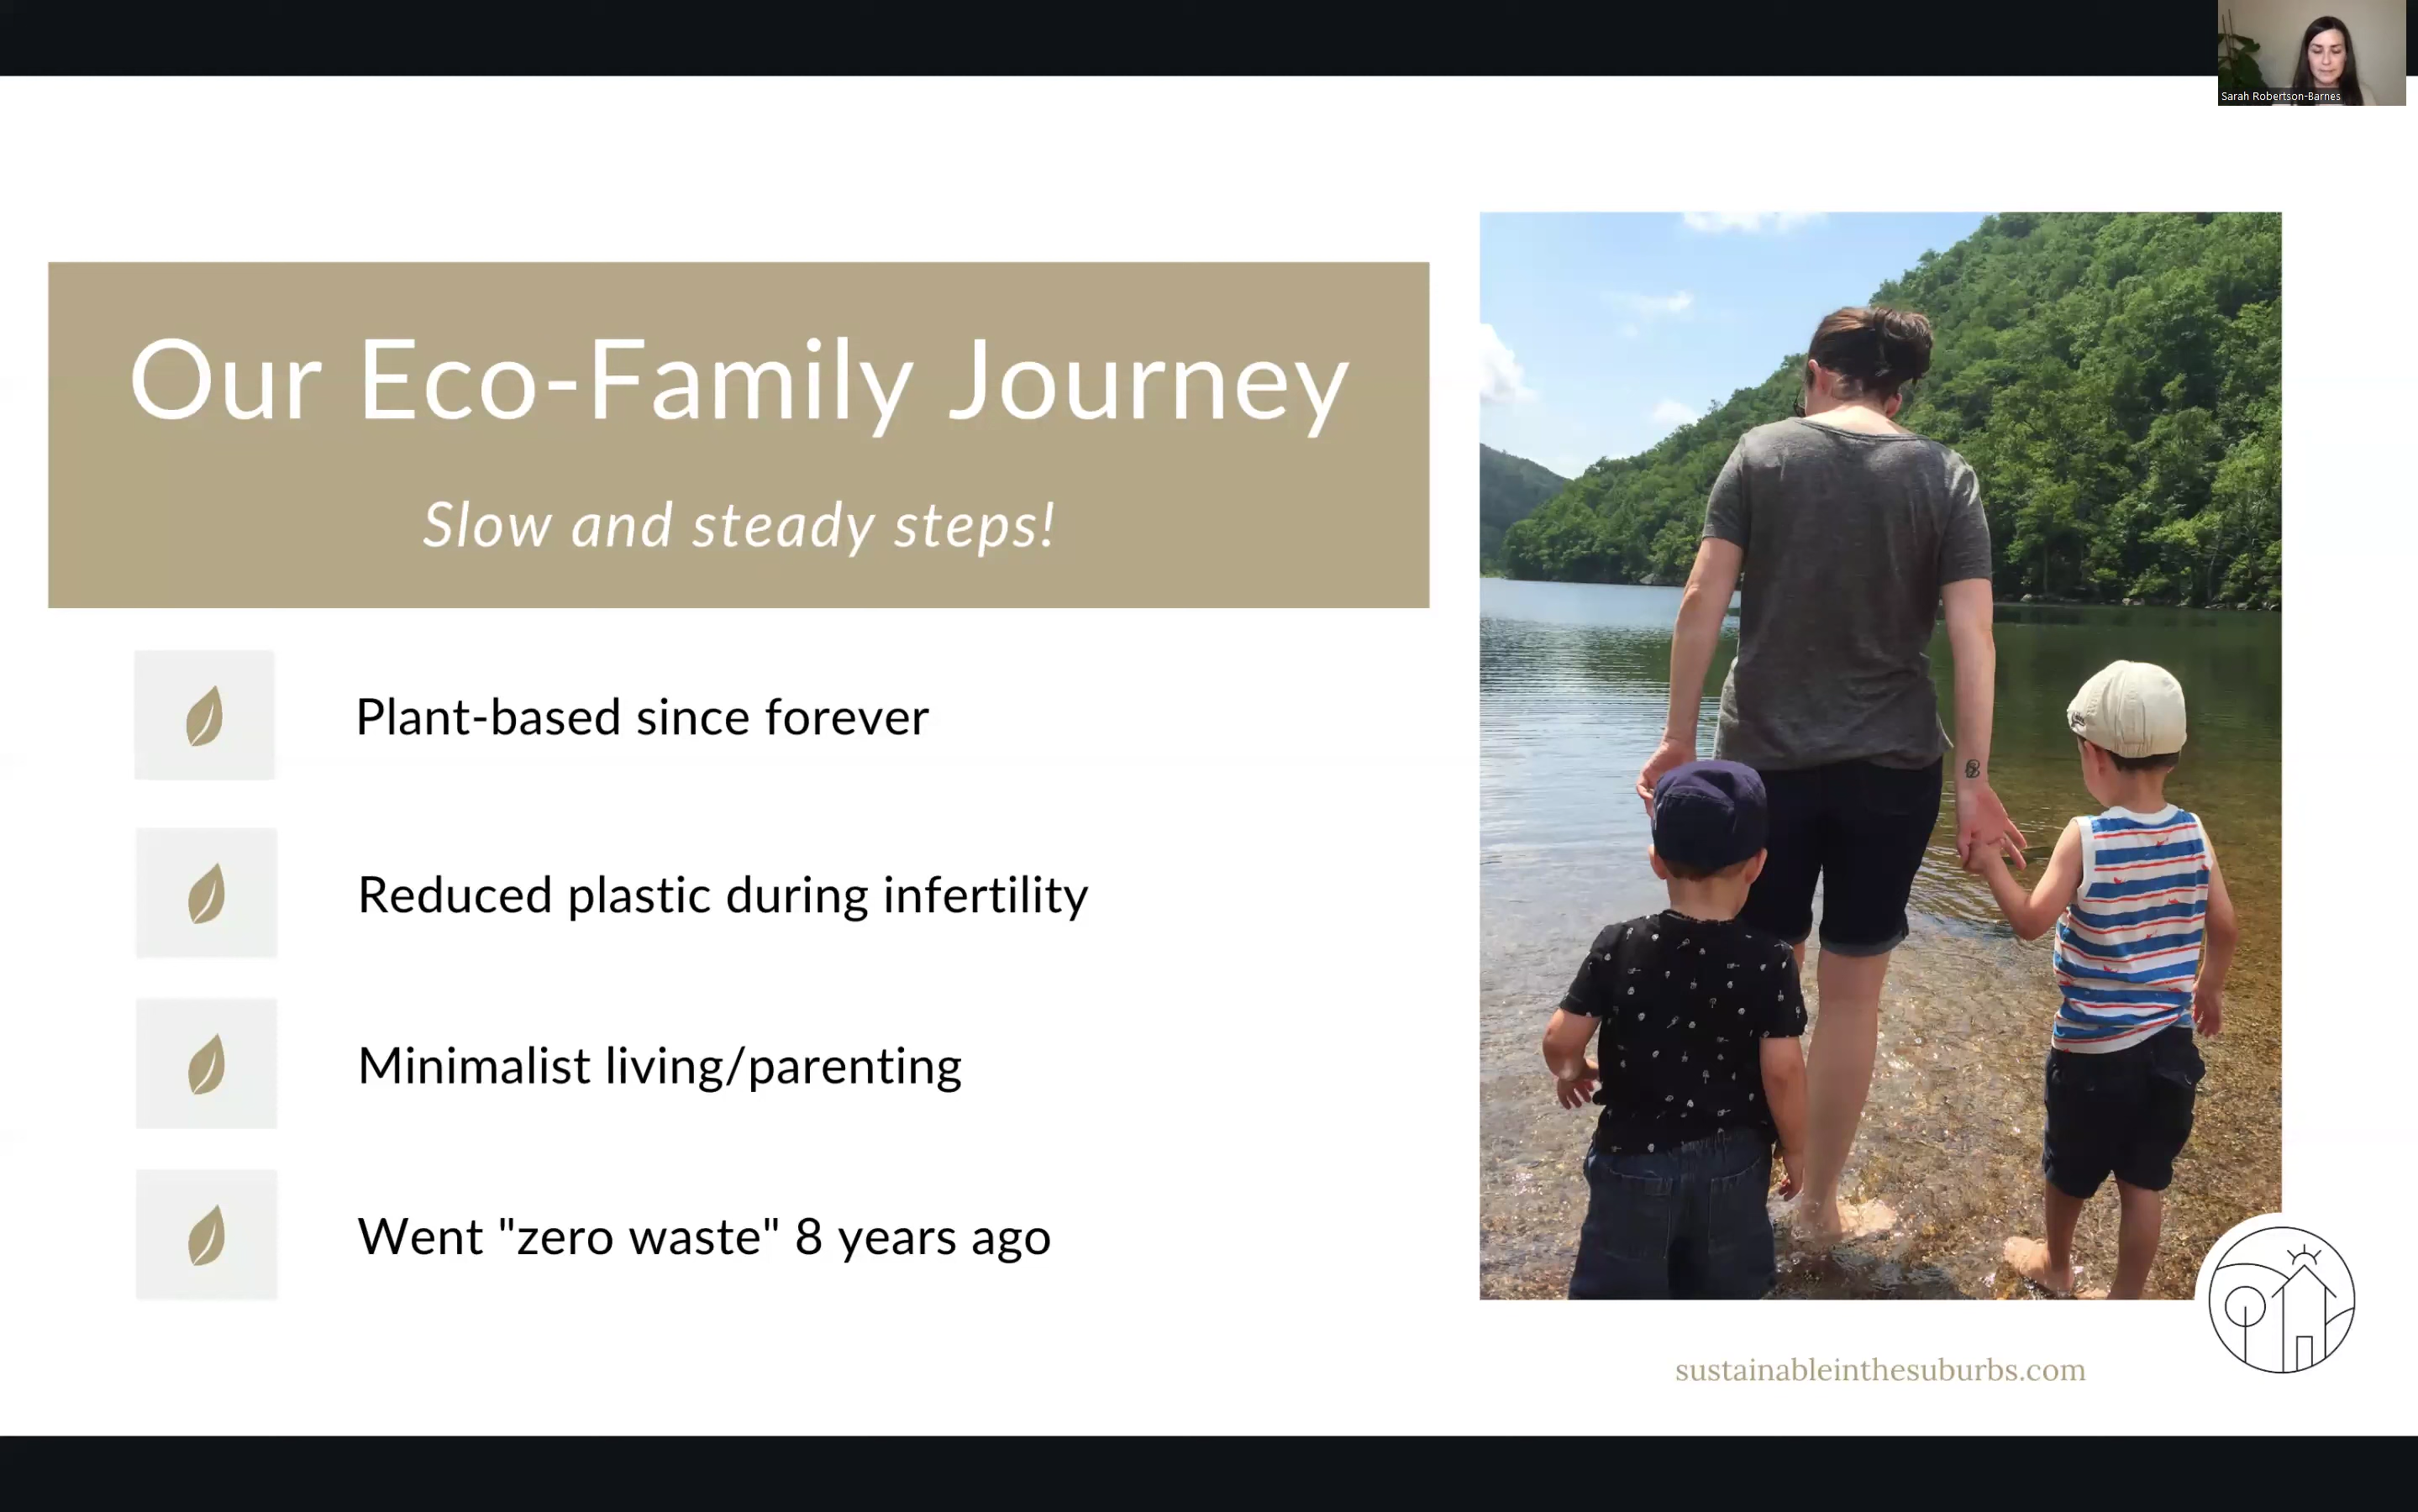 Sarah Robertson-Barnes
Our Eco-Family Journey
Slow and steady steps!
Plant-based since forever
Reduced plastic during infertility
Minimalist living/parenting
Went "zero waste" 8 years ago
sustainableinthesuburbs.com